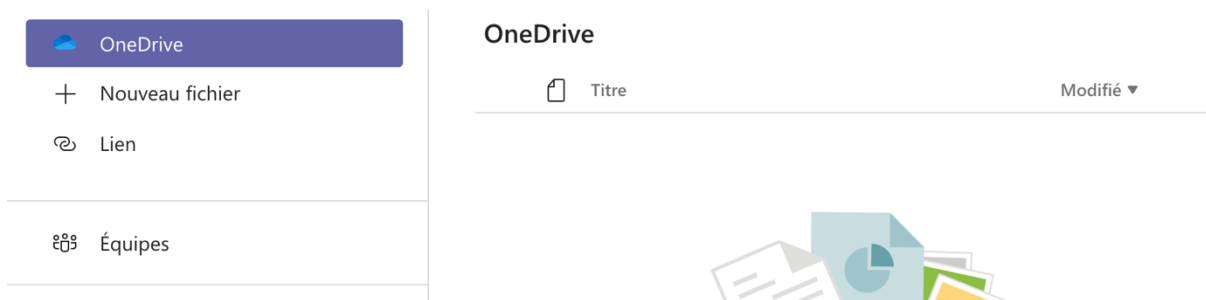 OneDrive
Nouveau fichier
Lien
Équipes
OneDrive
Titre Modifié